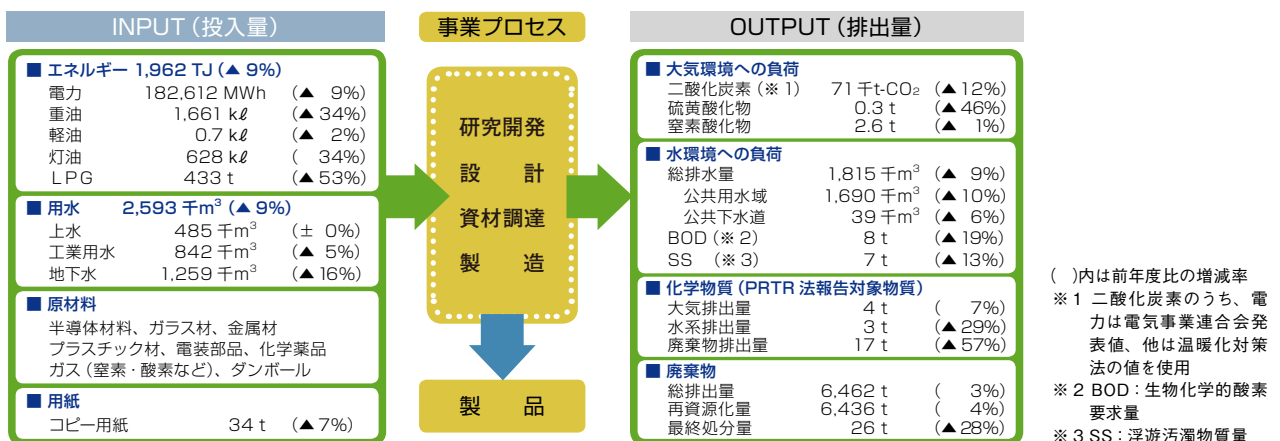 INPUT（投入量）
■ エネルギー 1,962 TJ（▲ 9%）
電力 182,612 MWh （▲ 9%）
重油 1,661 kℓ （▲ 34%）
軽油 0.7 kℓ （▲ 2%）
灯油 628 kℓ （ 34%）
ＬＰＧ 433 t （▲ 53%）
■ 用水 2,593 千m³（▲ 9%）
上水 485 千m³ （± 0%）
工業用水 842 千m³ （▲ 5%）
地下水 1,259 千m³ （▲ 16%）
■ 原材料
半導体材料、ガラス材、金属材
プラスチック材、電装部品、化学薬品
ガス（窒素・酸素など）、ダンボール
■ 用紙
コピー用紙 34 t （▲ 7%）
事業プロセス
研究開発
設 計
資材調達
製 造
製 品
OUTPUT（排出量）
■ 大気環境への負荷
二酸化炭素（※ 1） 71 千t-CO₂ （▲ 12%）
硫黄酸化物 0.3 t （▲ 46%）
窒素酸化物 2.6 t （▲ 1%）
■ 水環境への負荷
総排水量 1,815 千m³ （▲ 9%）
公共用水域 1,690 千m³ （▲ 10%）
公共下水道 39 千m³ （▲ 6%）
BOD（※ 2） 8 t （▲ 19%）
SS （※ 3） 7 t （▲ 13%）
■ 化学物質（PRTR 法報告対象物質）
大気排出量 4 t （ 7%）
水系排出量 3 t （▲ 29%）
廃棄物排出量 17 t （▲ 57%）
■ 廃棄物
総排出量 6,462 t （ 3%）
再資源化量 6,436 t （ 4%）
最終処分量 26 t （▲ 28%）
（ ）内は前年度比の増減率
※ 1 二酸化炭素のうち、電
力は電気事業連合会発
表値、他は温暖化対策
法の値を使用
※ 2 BOD：生物化学的酸素
要求量
※ 3 SS：浮遊汚濁物質量